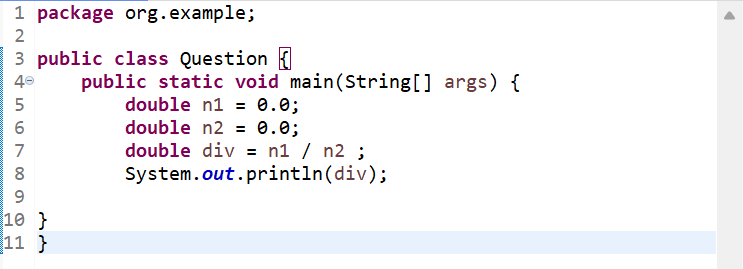 1 package org.example;
2
3 public class Question {
4 public static void main(String[] args) {
5 double n1 = 0.0;
6 double n2 = 0.0;
7 double div = n1 / n2 ;
8 System.out.println(div);
9
10 }
11 }